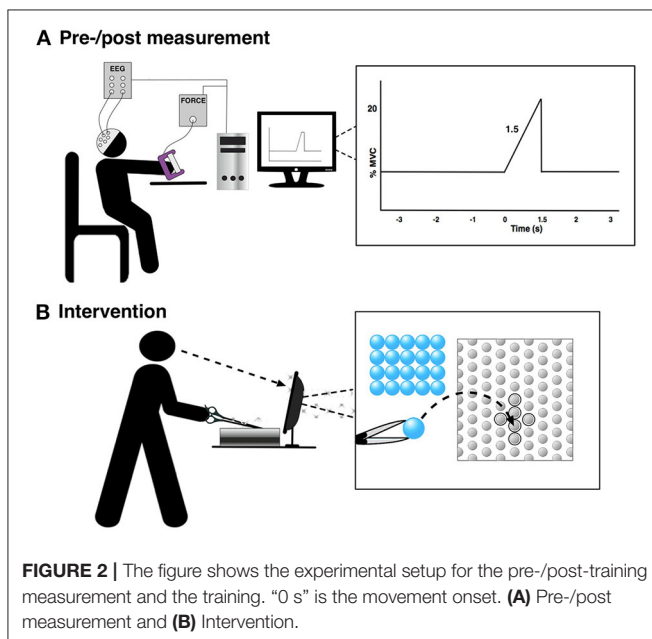 A Pre-/post measurement
EEG
FORCE
20
1.5
% MVC
-3 -2 -1 0 1.5 2 3
Time (s)
B Intervention
FIGURE 2 | The figure shows the experimental setup for the pre-/post-training
measurement and the training. “0 s” is the movement onset. (A) Pre-/post
measurement and (B) Intervention.